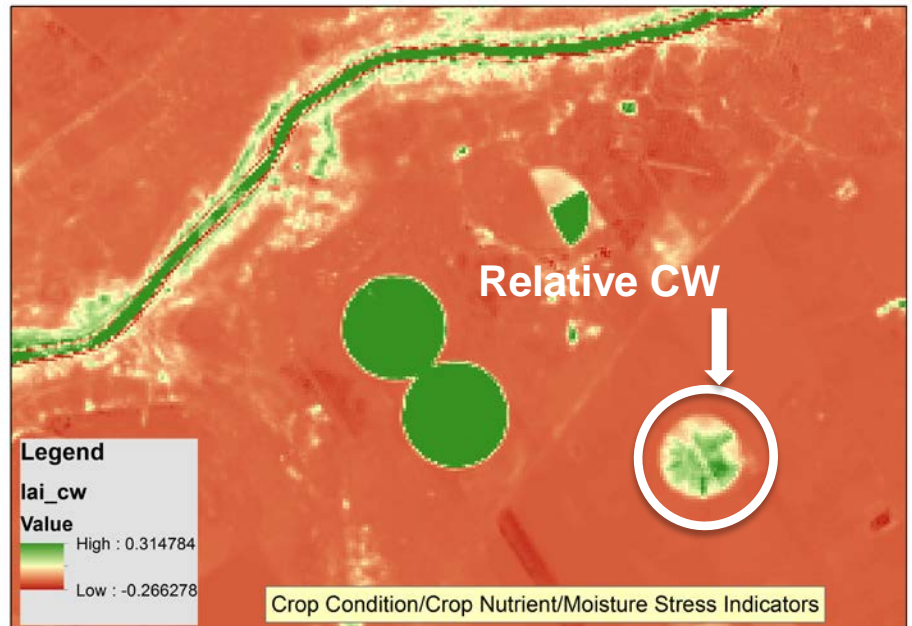 Relative CW
Legend
lai_cw
Value
High : 0.314784
Low : -0.266278
Crop Condition/Crop Nutrient/Moisture Stress Indicators